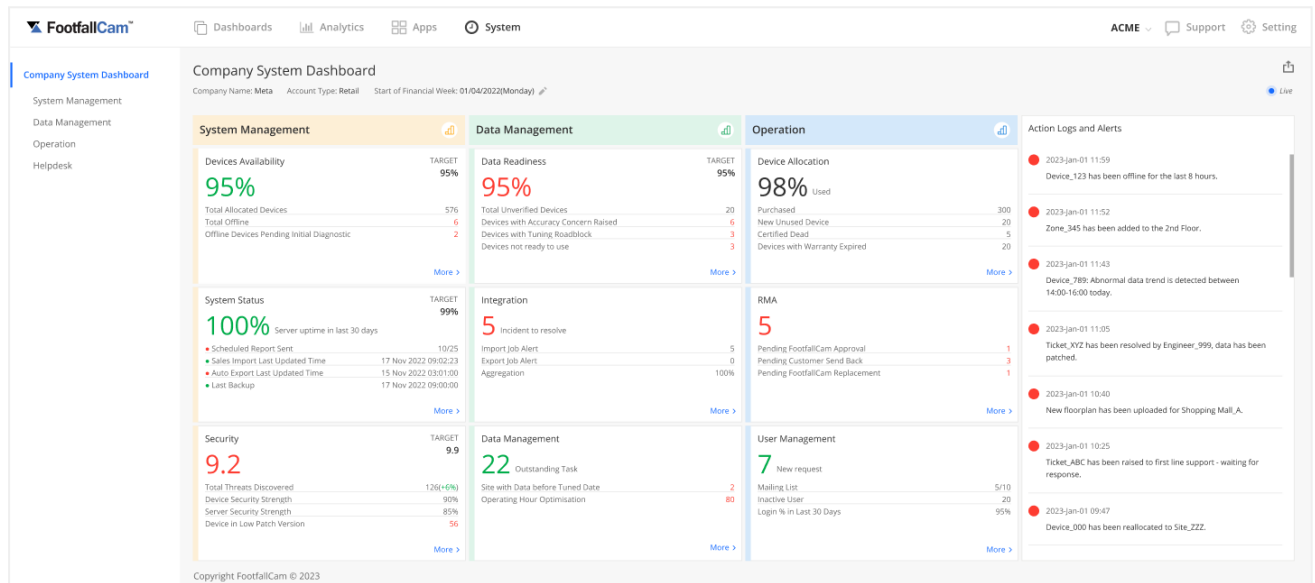 FootfallCam™
Dashboards
Analytics
Apps
System
ACME
Support
Setting
Company System Dashboard
System Management
Data Management
Operation
Helpdesk
Company System Dashboard
Company Name: Meta Account Type: Retail Start of Financial Week: 01/04/2022(Monday)
Live
System Management
Devices Availability
TARGET
95%
95%
Total Allocated Devices 576
Total Offline 6
Offline Devices Pending Initial Diagnostic 2
More >
System Status
TARGET
99%
100% Server uptime in last 30 days
Scheduled Report Sent 10/25
Sales Import Last Updated Time 17 Nov 2022 09:02:23
Auto Export Last Updated Time 15 Nov 2022 03:01:00
Last Backup 17 Nov 2022 09:00:00
More >
Security
TARGET
9.9
9.2
Total Threats Discovered 126(+6%)
Device Security Strength 90%
Server Security Strength 85%
Device in Low Patch Version 56
More >
Data Management
Data Readiness
TARGET
95%
95%
Total Unverified Devices 20
Devices with Accuracy Concern Raised 6
Devices with Tuning Roadblock 3
Devices not ready to use 3
More >
Integration
5 Incident to resolve
Import Job Alert 5
Export Job Alert 0
Aggregation 100%
More >
Data Management
22 Outstanding Task
Site with Data before Tuned Date 2
Operating Hour Optimisation 80
More >
Operation
Device Allocation
98% Used
Purchased 300
New Unused Device 20
Certified Dead 5
Devices with Warranty Expired 20
More >
RMA
5
Pending FootfallCam Approval 1
Pending Customer Send Back 3
Pending FootfallCam Replacement 1
More >
User Management
7 New request
Mailing List 5/10
Inactive User 20
Login % in Last 30 Days 95%
More >
Action Logs and Alerts
2023-Jan-01 11:59
Device_123 has been offline for the last 8 hours.
2023-Jan-01 11:52
Zone_345 has been added to the 2nd Floor.
2023-Jan-01 11:43
Device_789: Abnormal data trend is detected between
14:00-16:00 today.
2023-Jan-01 11:05
Ticket_XYZ has been resolved by Engineer_999, data has been
patched.
2023-Jan-01 10:40
New floorplan has been uploaded for Shopping Mall_A.
2023-Jan-01 10:25
Ticket_ABC has been raised to first line support - waiting for
response.
2023-Jan-01 09:47
Device_000 has been reallocated to Site_ZZZ.
Copyright FootfallCam © 2023